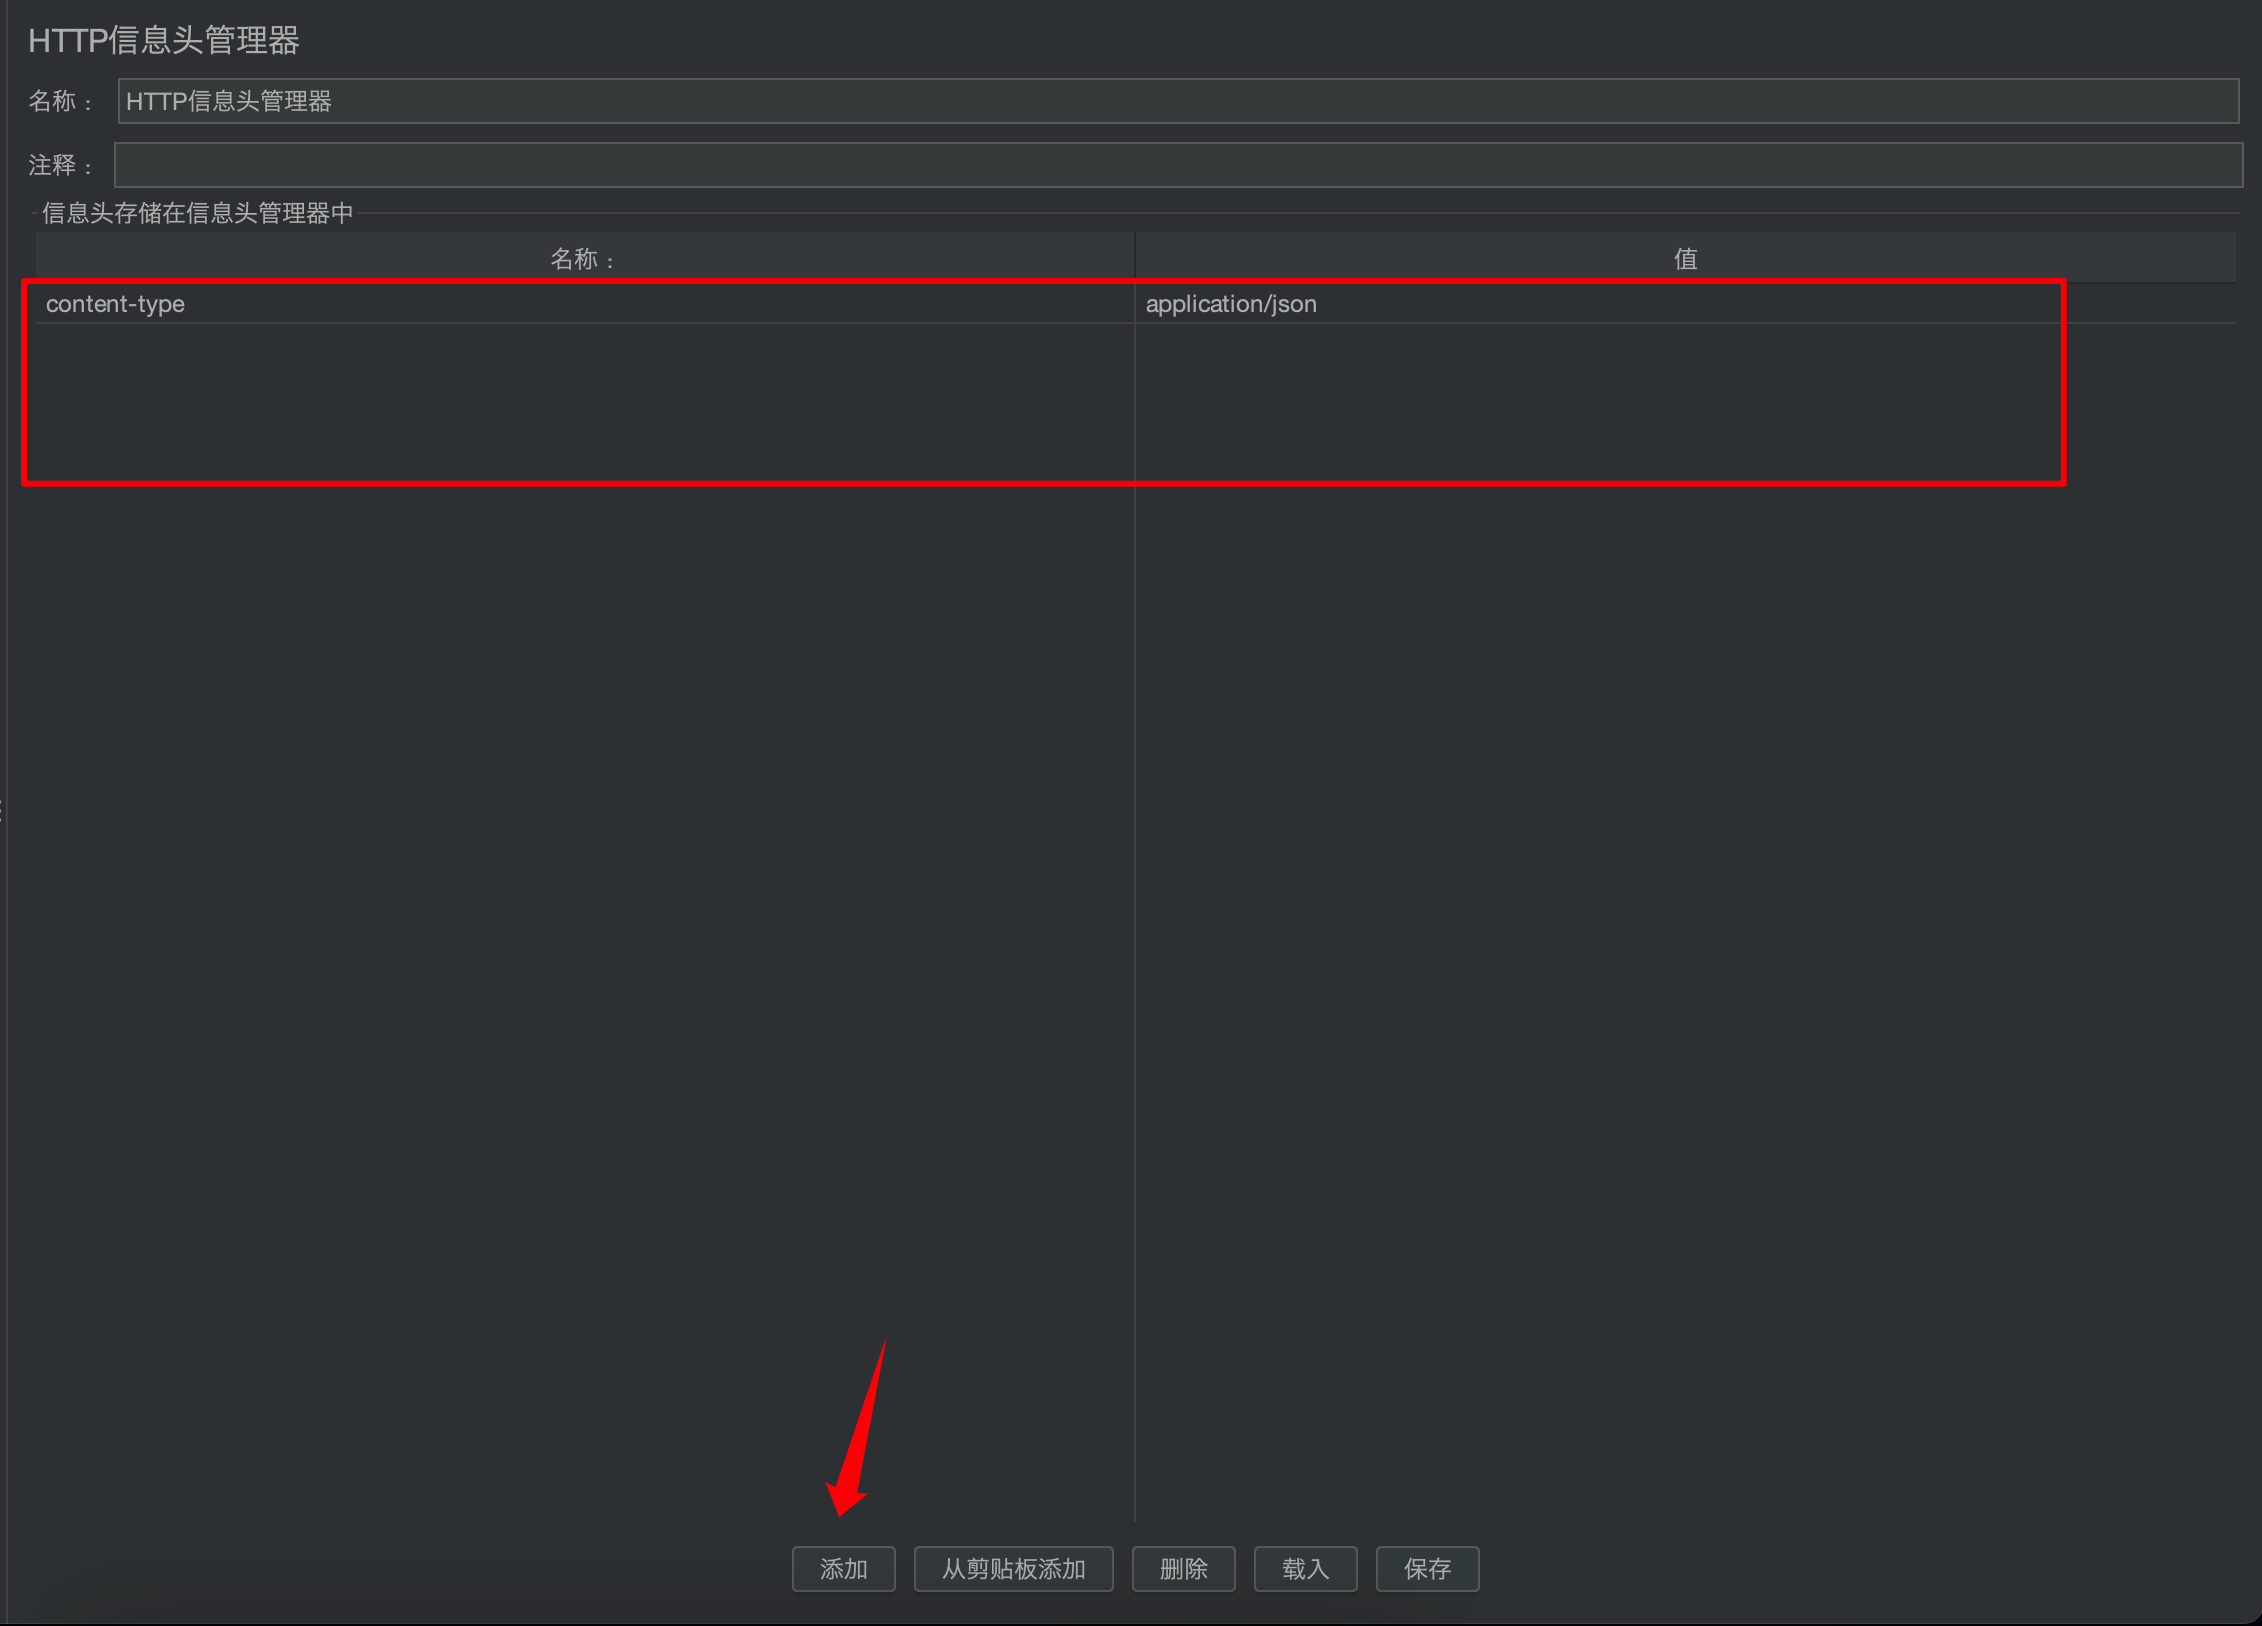 HTTP信息头管理器
名称： HTTP信息头管理器
注释：
信息头存储在信息头管理器中
名称： 值
content-type application/json
添加 从剪贴板添加 删除 载入 保存